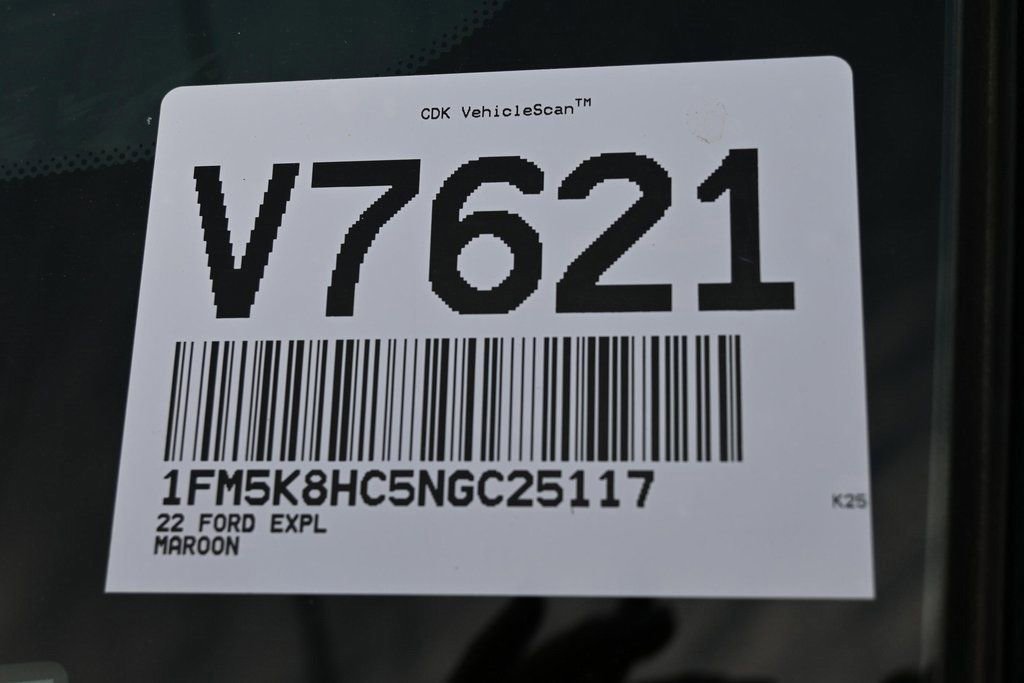 CDK VehicleScan™
V7621
1FM5K8HC5NGC25117
22 FORD EXPL
K25
MAROON